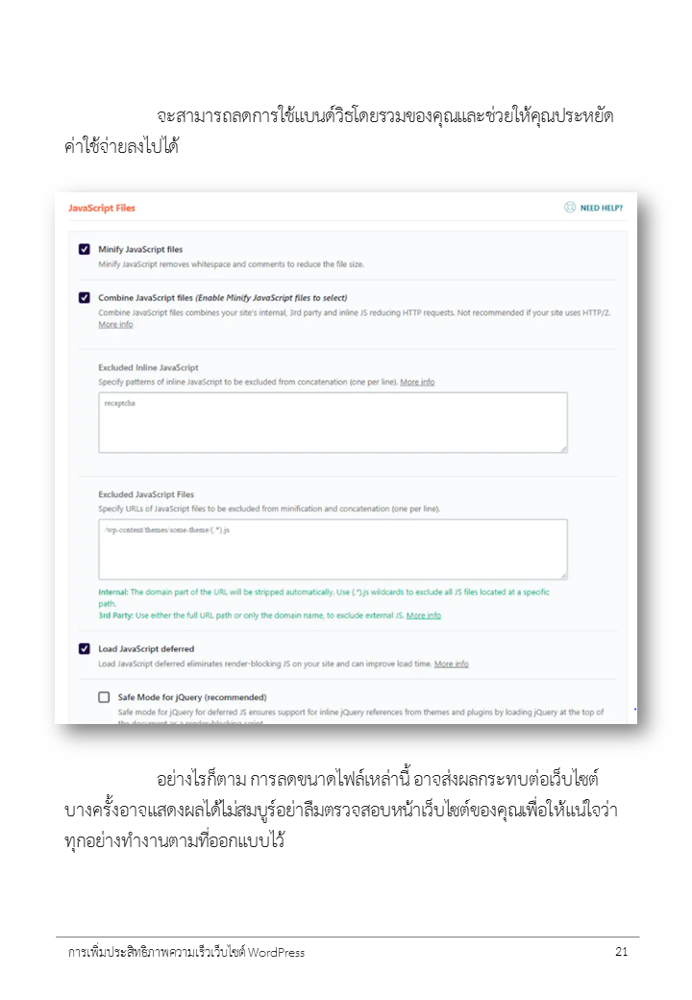 จะสามารถลดการใช้แบนด์วิธโดยรวมของคุณและช่วยให้คุณประหยัด
ค่าใช้จ่ายลงไปได้
JavaScript Files
NEED HELP?
Minify JavaScript files
Minify JavaScript removes whitespace and comments to reduce the file size.
Combine JavaScript files (Enable Minify JavaScript files to select)
Combine JavaScript files combines your site's internal, 3rd party and inline JS reducing HTTP requests. Not recommended if your site uses HTTP/2.
More info
Excluded Inline JavaScript
Specify patterns of inline JavaScript to be excluded from concatenation (one per line). More info
recaptcha
Excluded JavaScript Files
Specify URLs of JavaScript files to be excluded from minification and concatenation (one per line).
/wp-content/themes/some-theme/(.*).js
Internal: The domain part of the URL will be stripped automatically. Use (.*).js wildcards to exclude all JS files located at a specific
path.
3rd Party: Use either the full URL path or only the domain name, to exclude external JS. More info
Load JavaScript deferred
Load JavaScript deferred eliminates render-blocking JS on your site and can improve load time. More info
Safe Mode for jQuery (recommended)
Safe mode for jQuery for deferred JS ensures support for inline jQuery references from themes and plugins by loading jQuery at the top of
the document as a render-blocking script.
อย่างไรก็ตาม การลดขนาดไฟล์เหล่านี้ อาจส่งผลกระทบต่อเว็บไซต์
บางครั้งอาจแสดงผลได้ไม่สมบูร์อย่าลืมตรวจสอบหน้าเว็บไซต์ของคุณเพื่อให้แน่ใจว่า
ทุกอย่างทำงานตามที่ออกแบบไว้
การเพิ่มประสิทธิภาพความเร็วเว็บไซต์ WordPress
21